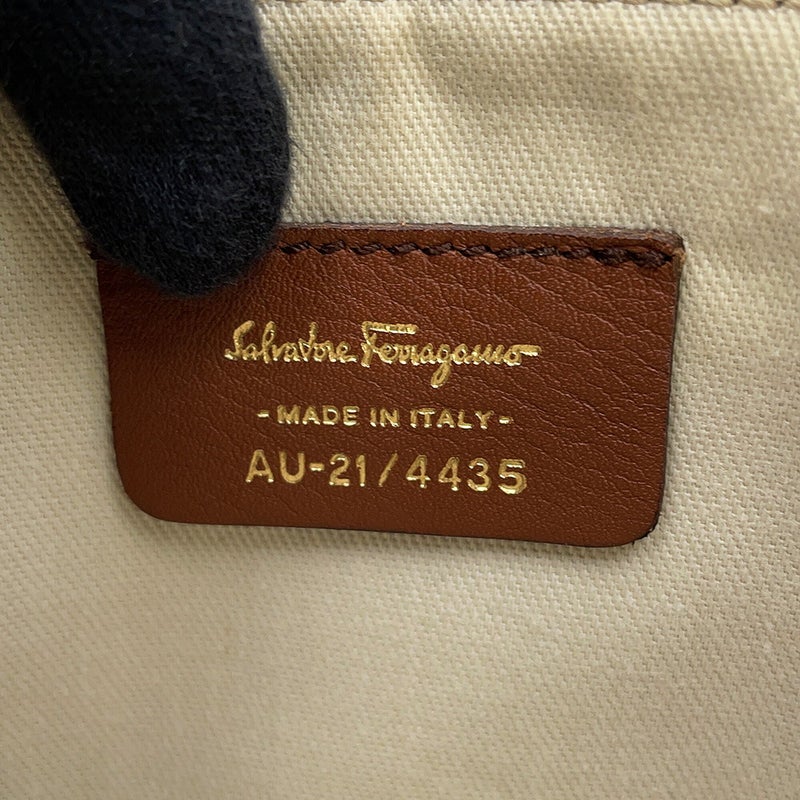 Salvatore Ferragamo
- MADE IN ITALY -
AU-21/4435